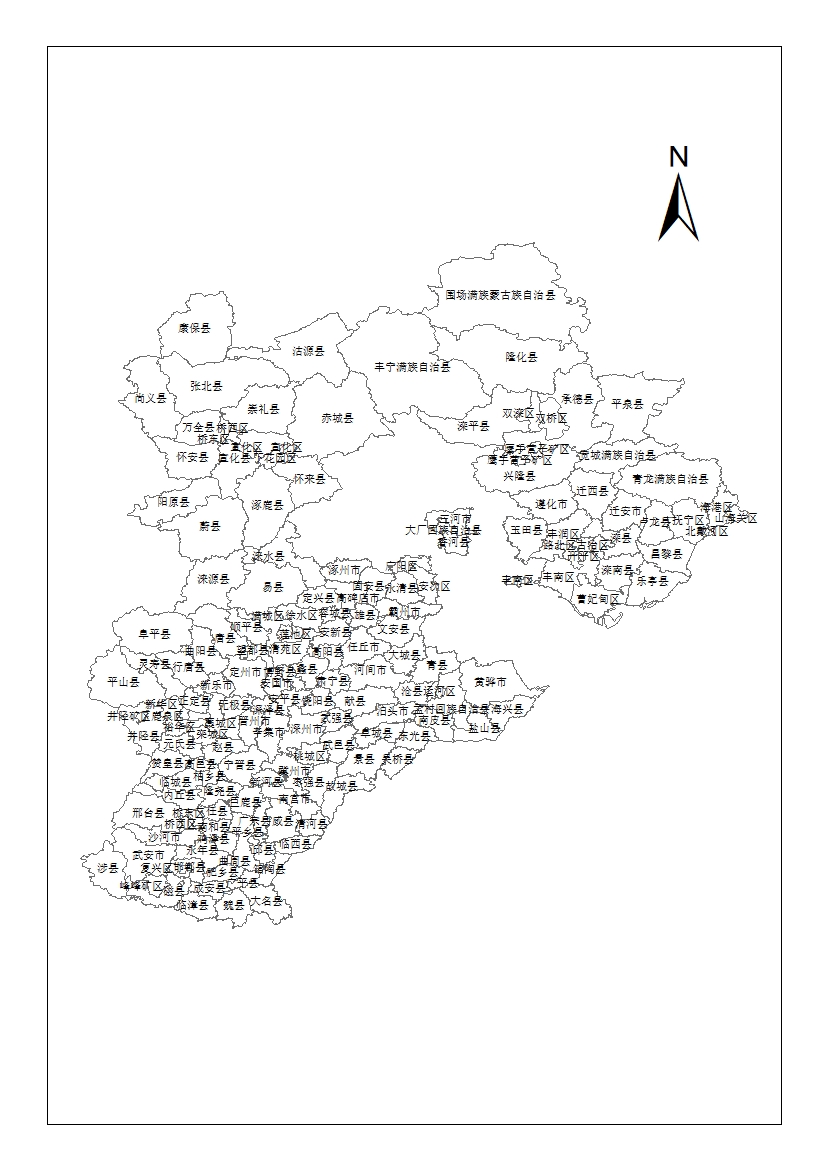 N
围场满族蒙古族自治县
康保县
沽源县
隆化县
丰宁满族自治县
张北县
尚义县
承德县
平泉县
崇礼县
赤城县
双滦区
双桥区
滦平县
万全县
桥西区
桥东区
宣化区
宣化区
鹰手营子矿区
宽城满族自治县
怀安县
宣化县
下花园区
鹰手营子矿区
兴隆县
青龙满族自治县
怀来县
迁西县
阳原县
涿鹿县
遵化市
海港区
迁安市
三河市
卢龙县
抚宁区
山海关区
蔚县
大厂回族自治县
玉田县
丰润区
滦县
北戴河区
香河县
路北区
古冶区
开平区
昌黎县
涞水县
涿州市
安次区
滦南县
涞源县
易县
固安县
永清县
丰南区
乐亭县
定兴县
高碑店市
曹妃甸区
满城区
徐水区
容城县
雄县
霸州市
顺平县
阜平县
唐县
安新县
文安县
曲阳县
望都县
清苑区
高阳县
任丘市
大城县
灵寿县
行唐县
青县
定州市
蠡县
河间市
平山县
新乐市
安国市
肃宁县
黄骅市
沧县
运河区
新华区
正定县
无极县
安平县
饶阳县
献县
深泽县
泊头市
孟村回族自治县
海兴县
井陉矿区
鹿泉区
藁城区
晋州市
武强县
南皮县
裕华区
辛集市
深州市
阜城县
东光县
盐山县
井陉县
栾城区
元氏县
赵县
武邑县
桃城区
景县
吴桥县
赞皇县
高邑县
宁晋县
冀州市
柏乡县
临城县
新河县
枣强县
故城县
内丘县
隆尧县
巨鹿县
南宫市
邢台县
桥东区
任县
桥西区
南和县
广宗县
威县
清河县
沙河市
平乡县
鸡泽县
临西县
永年县
邱县
武安市
曲周县
涉县
复兴区
邯郸县
肥乡县
馆陶县
峰峰矿区
磁县
成安县
广平县
临漳县
魏县
大名县